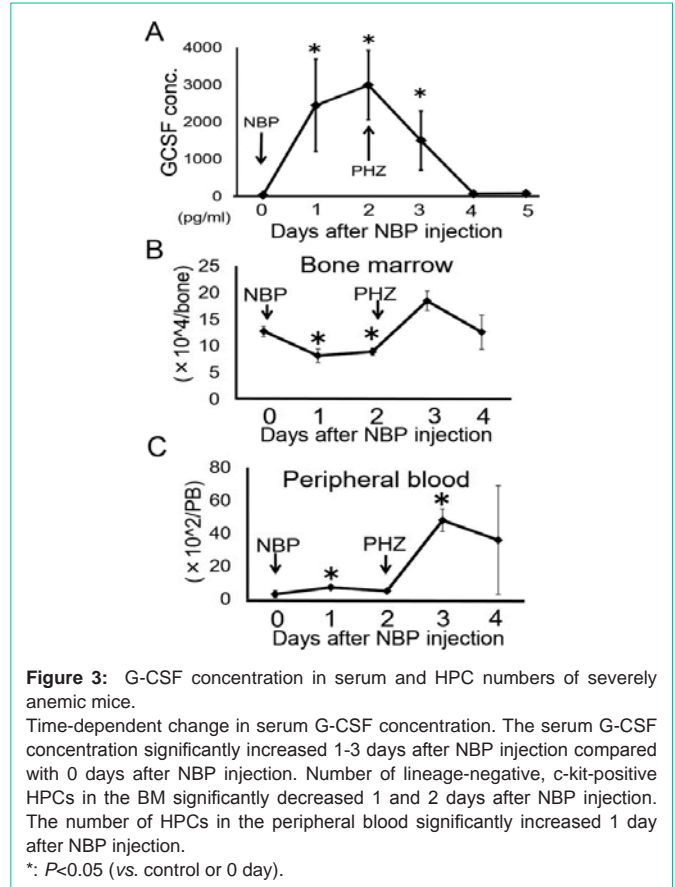 A
GCSF conc.
4000
3000
2000
1000
0
(pg/ml)
NBP
PHZ
* * *
0 1 2 3 4 5
Days after NBP injection
B
Bone marrow
(×10^4/bone)
25
20
15
10
5
0
NBP PHZ
* *
0 1 2 3 4
Days after NBP injection
C
Peripheral blood
(×10^2/PB)
80
60
40
20
0
NBP PHZ
* *
0 1 2 3 4
Days after NBP injection
Figure 3: G-CSF concentration in serum and HPC numbers of severely
anemic mice.
Time-dependent change in serum G-CSF concentration. The serum G-CSF
concentration significantly increased 1-3 days after NBP injection compared
with 0 days after NBP injection. Number of lineage-negative, c-kit-positive
HPCs in the BM significantly decreased 1 and 2 days after NBP injection.
The number of HPCs in the peripheral blood significantly increased 1 day
after NBP injection.
*: P<0.05 (vs. control or 0 day).